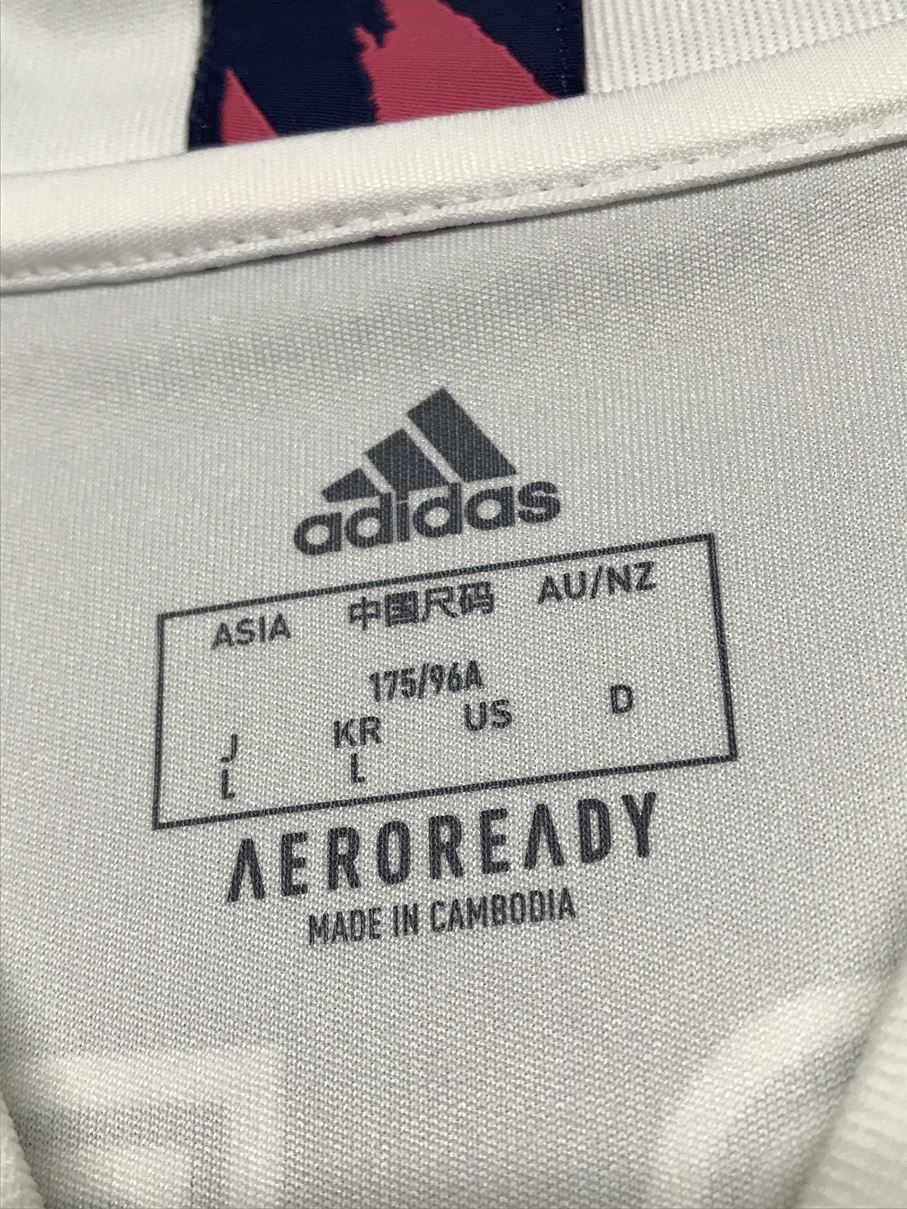 adidas
ASIA 中国尺码 AU/NZ
175/96A
J KR US D
L L
AEROREADY
MADE IN CAMBODIA